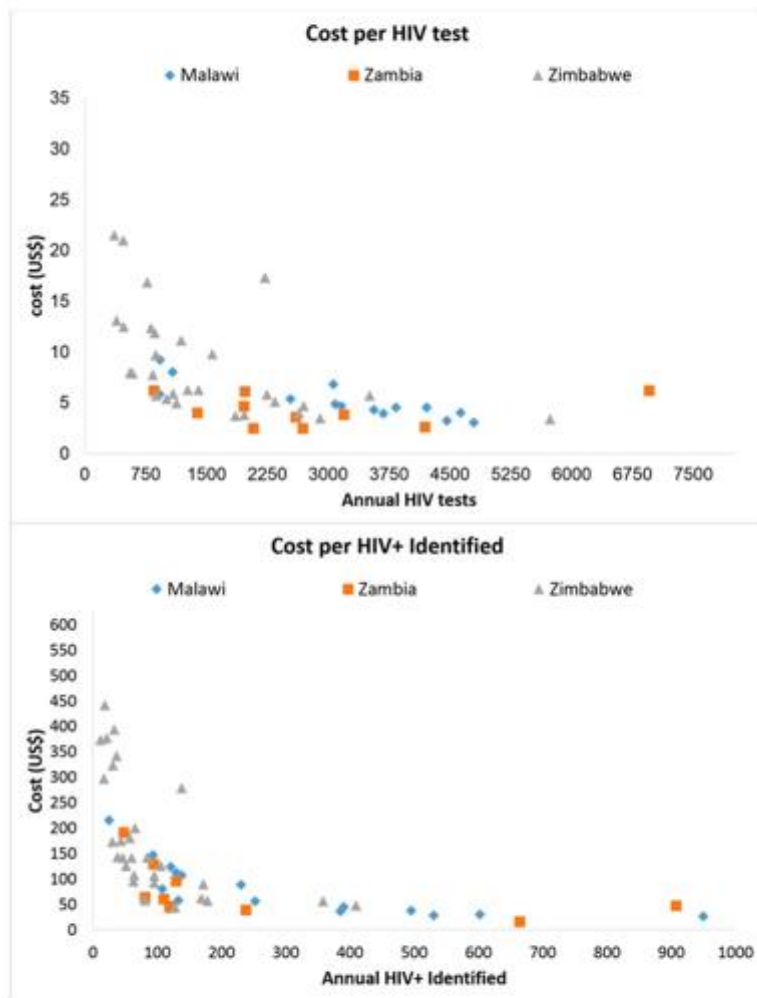 Cost per HIV test
Malawi Zambia Zimbabwe
35
30
25
20
15
10
5
0
cost (US$)
0 750 1500 2250 3000 3750 4500 5250 6000 6750 7500
Annual HIV tests
Cost per HIV+ Identified
Malawi Zambia Zimbabwe
600
550
500
450
400
350
300
250
200
150
100
50
0
Cost (US$)
0 100 200 300 400 500 600 700 800 900 1000
Annual HIV+ Identified